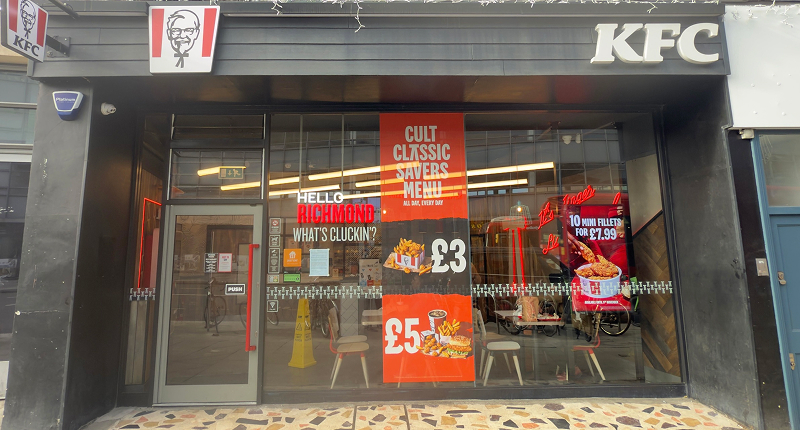 KFC
KFC
HELLO
RICHMOND
WHAT'S CLUCKIN'?
CULT
CLASSIC
SAVERS
MENU
ALL DAY, EVERY DAY
£3
£5
10 MINI FILLETS
FOR £7.99
PUSH